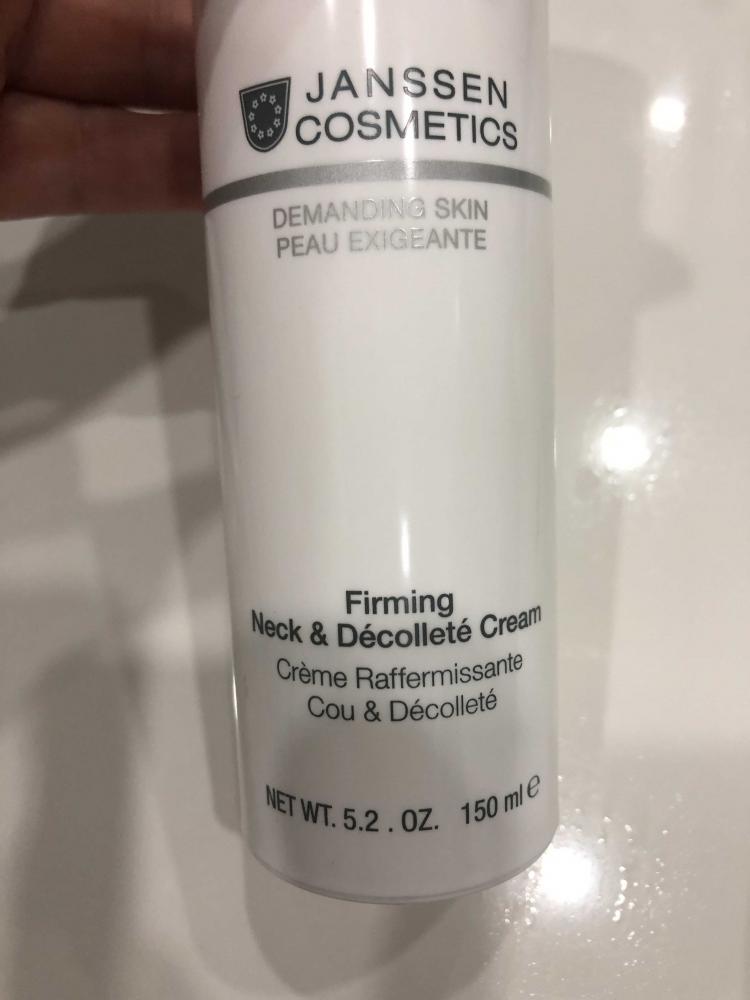 JANSSEN
COSMETICS
DEMANDING SKIN
PEAU EXIGEANTE
Firming
Neck & Décolleté Cream
Crème Raffermissante
Cou & Décolleté
NET WT. 5.2 . OZ. 150 ml ℮